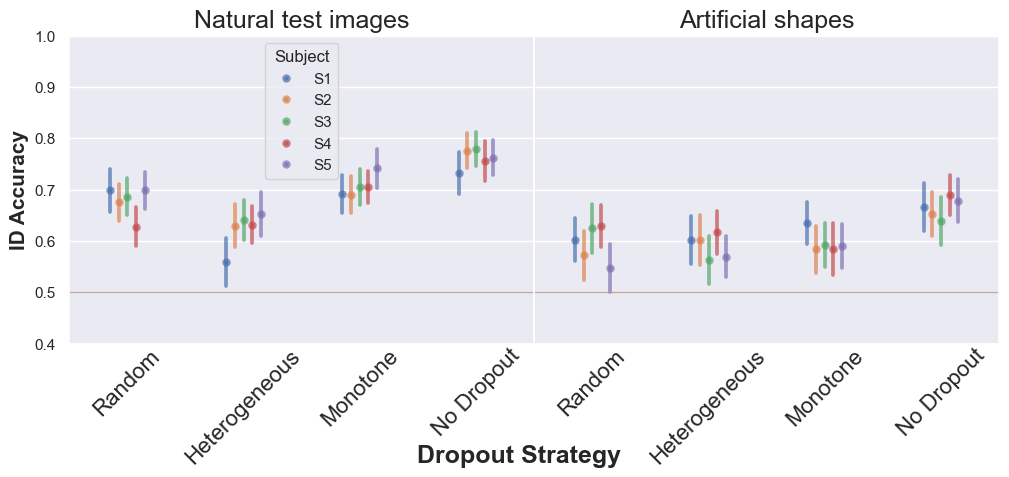 Natural test images
Artificial shapes
ID Accuracy
1.0
0.9
0.8
0.7
0.6
0.5
0.4
Subject
S1
S2
S3
S4
S5
Random
Heterogeneous
Monotone
No Dropout
Random
Heterogeneous
Monotone
No Dropout
Dropout Strategy